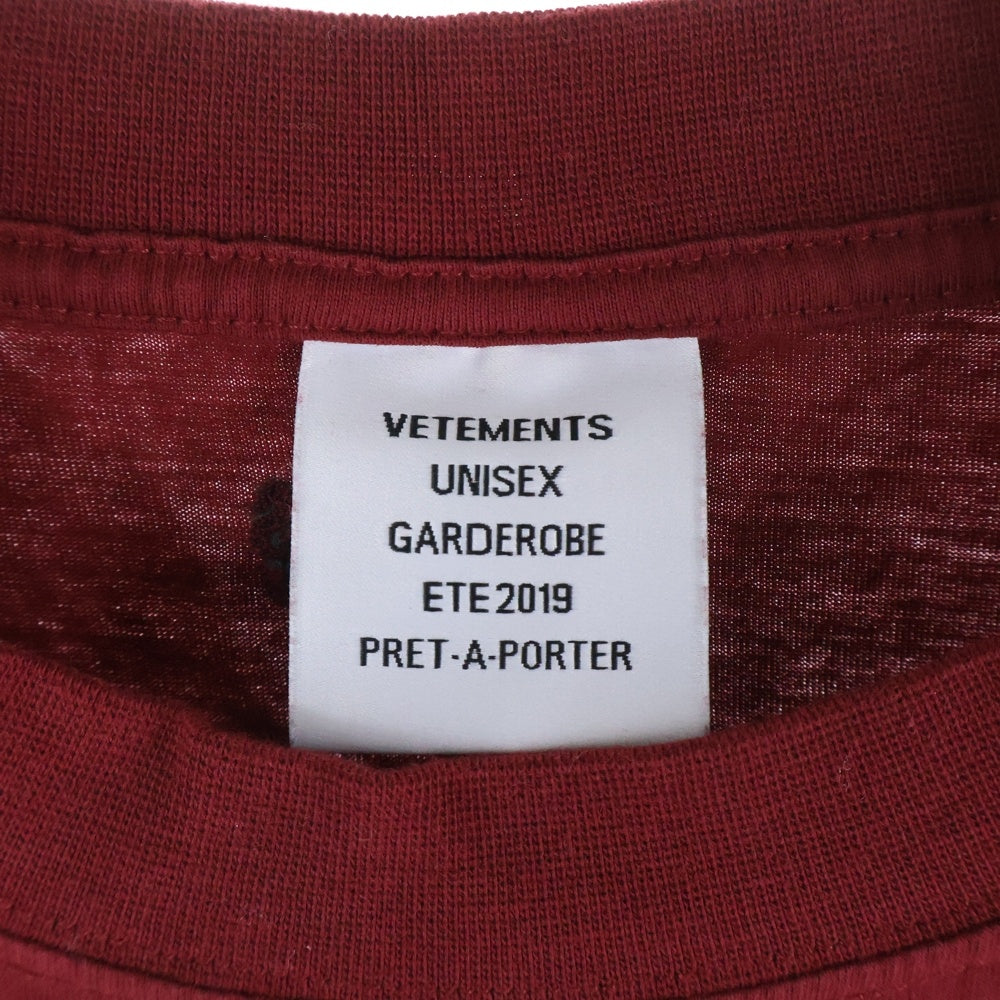 VETEMENTS
UNISEX
GARDEROBE
ETE 2019
PRET-A-PORTER